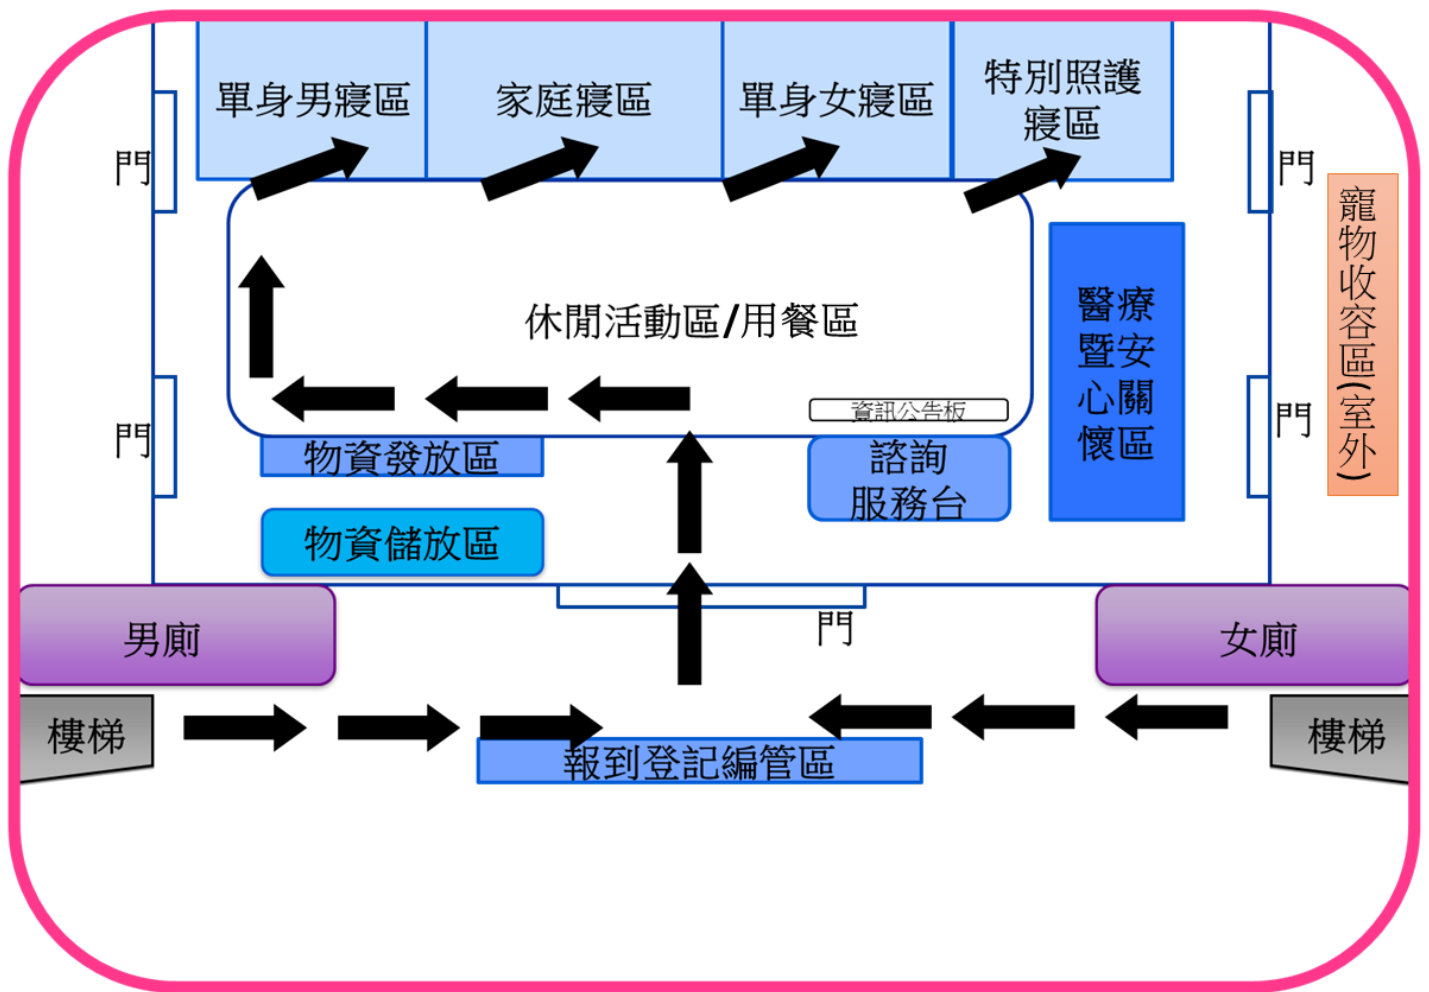 單身男寢區
家庭寢區
單身女寢區
特別照護
寢區
門
門
寵物收容區(室外)
休閒活動區/用餐區
醫療
暨安
心關
懷區
資訊公告板
門
門
物資發放區
諮詢
服務台
物資儲放區
門
男廁
女廁
樓梯
樓梯
報到登記編管區